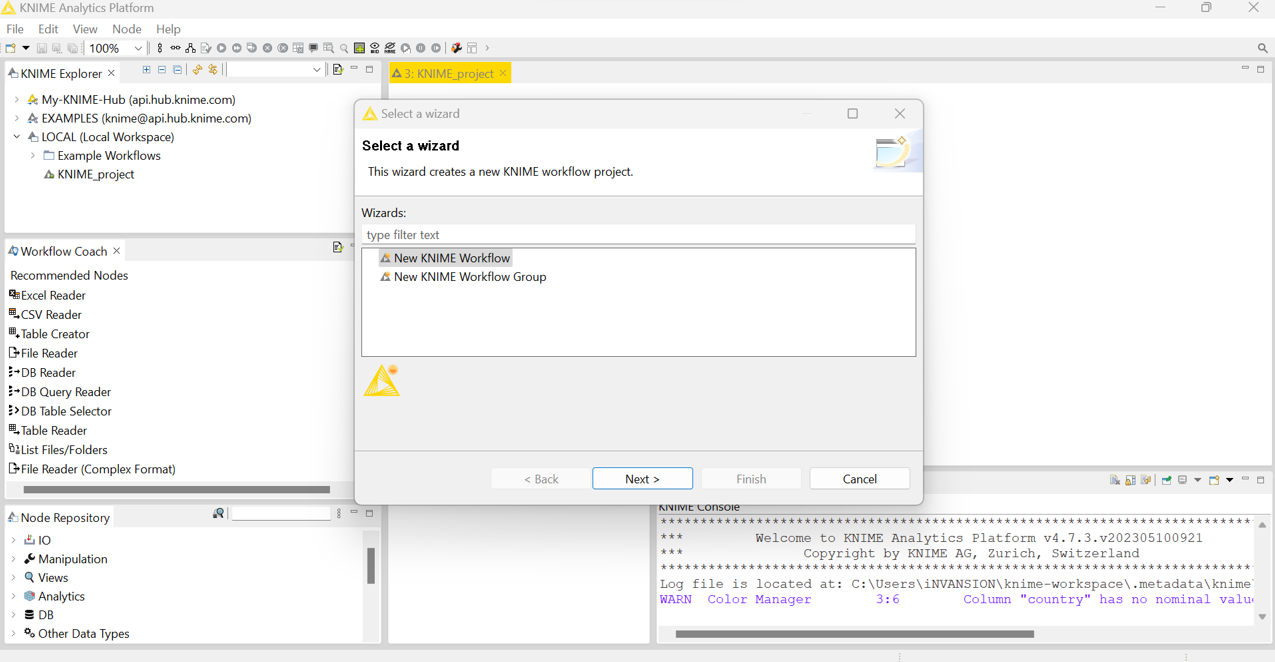 KNIME Analytics Platform
File Edit View Node Help
100%
KNIME Explorer
3: KNIME_project
My-KNIME-Hub (api.hub.knime.com)
EXAMPLES (knime@api.hub.knime.com)
LOCAL (Local Workspace)
Example Workflows
KNIME_project
Select a wizard
Select a wizard
This wizard creates a new KNIME workflow project.
Wizards:
type filter text
New KNIME Workflow
New KNIME Workflow Group
< Back Next > Finish Cancel
Workflow Coach
Recommended Nodes
Excel Reader
CSV Reader
Table Creator
File Reader
DB Reader
DB Query Reader
DB Table Selector
Table Reader
List Files/Folders
File Reader (Complex Format)
Node Repository
IO
Manipulation
Views
Analytics
DB
Other Data Types
KNIME Console
*** Welcome to KNIME Analytics Platform v4.7.3.v202305100921
*** Copyright by KNIME AG, Zurich, Switzerland
Log file is located at: C:\Users\iNVANSION\knime-workspace\.metadata\knime
WARN Color Manager 3:6 Column "country" has no nominal